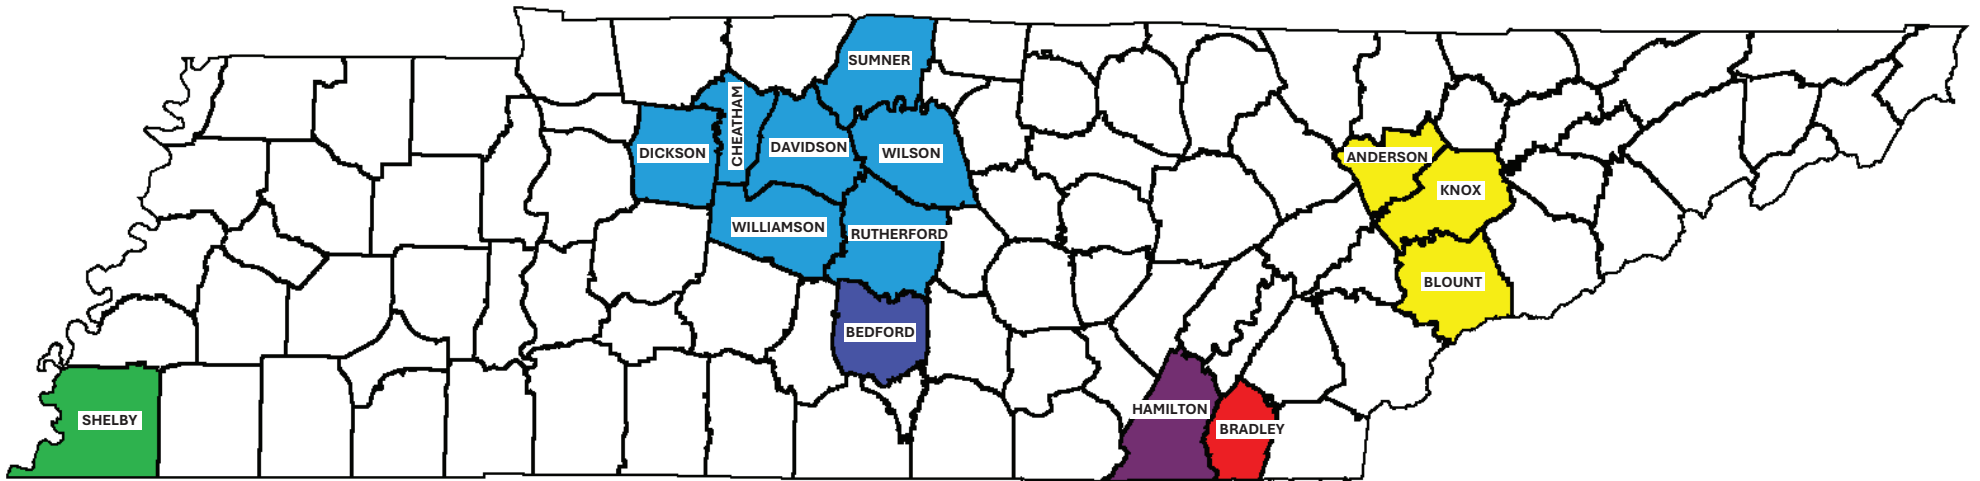 SUMNER
CHEATHAM
DICKSON
DAVIDSON
WILSON
ANDERSON
KNOX
WILLIAMSON
RUTHERFORD
BLOUNT
BEDFORD
SHELBY
HAMILTON
BRADLEY